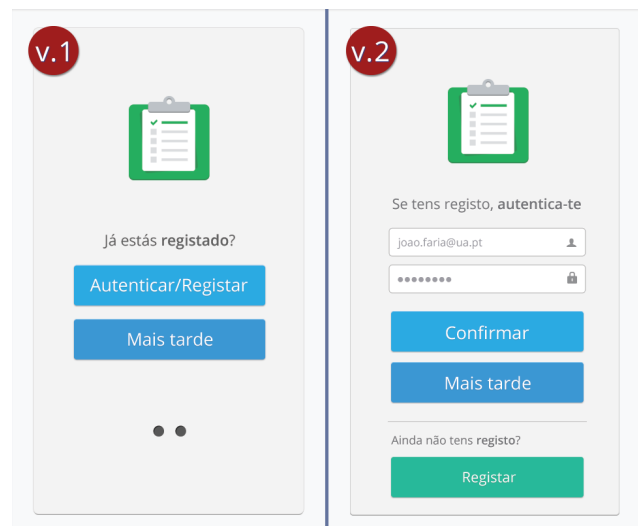 v.1
Já estás registado?
Autenticar/Registar
Mais tarde
v.2
Se tens registo, autentica-te
joao.faria@ua.pt
Confirmar
Mais tarde
Ainda não tens registo?
Registar